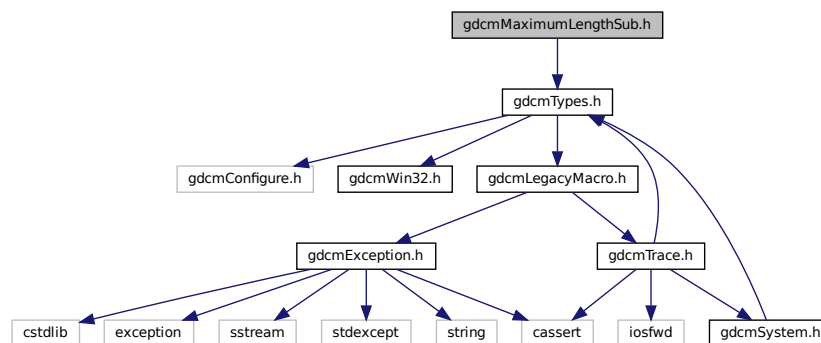 gdcmMaximumLengthSub.h
gdcmTypes.h
gdcmConfigure.h
gdcmWin32.h
gdcmLegacyMacro.h
gdcmException.h
gdcmTrace.h
cstdlib
exception
sstream
stdexcept
string
cassert
iosfwd
gdcmSystem.h